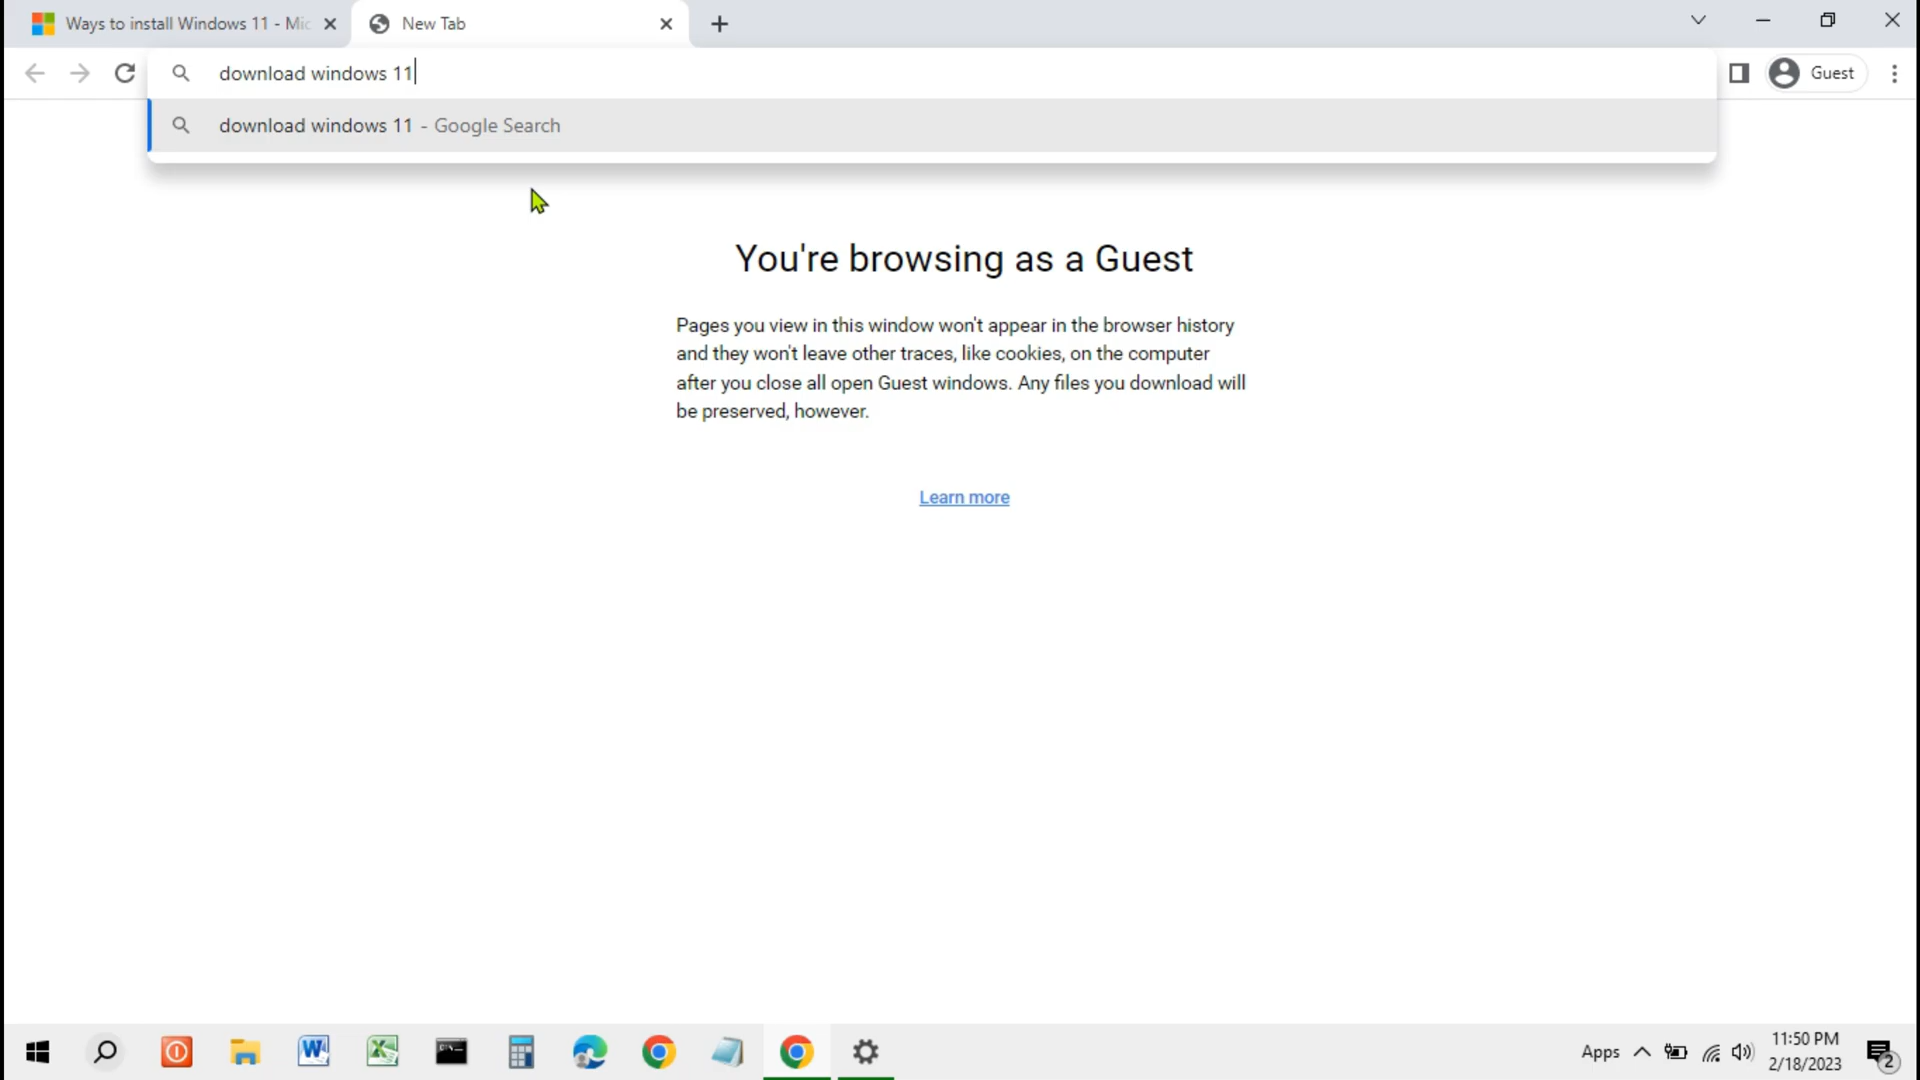 Ways to install Windows 11 - Mic
New Tab
download windows 11
Guest
download windows 11 - Google Search
You're browsing as a Guest
Pages you view in this window won't appear in the browser history
and they won't leave other traces, like cookies, on the computer
after you close all open Guest windows. Any files you download will
be preserved, however.
Learn more
Apps
11:50 PM
2/18/2023
2